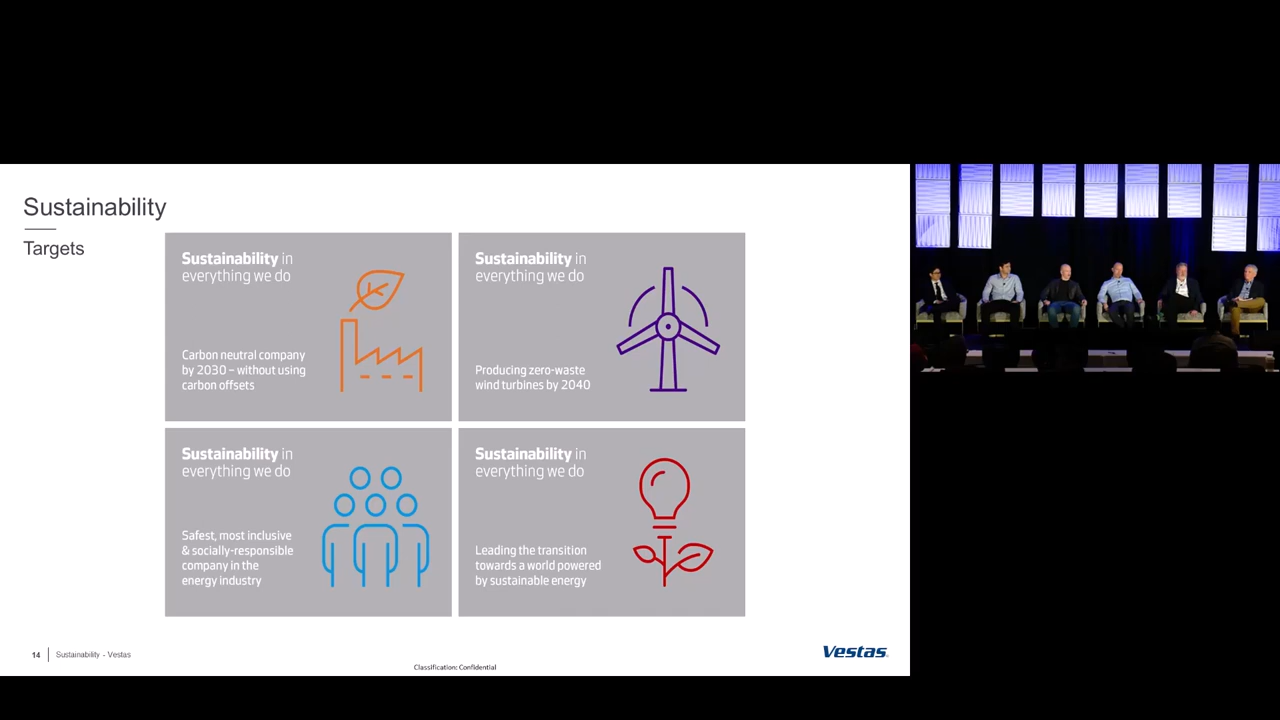 Sustainability
Targets
Sustainability in
everything we do
Carbon neutral company
by 2030 – without using
carbon offsets
Sustainability in
everything we do
Producing zero-waste
wind turbines by 2040
Sustainability in
everything we do
Safest, most inclusive
& socially-responsible
company in the
energy industry
Sustainability in
everything we do
Leading the transition
towards a world powered
by sustainable energy
14 Sustainability - Vestas
Vestas
Classification: Confidential